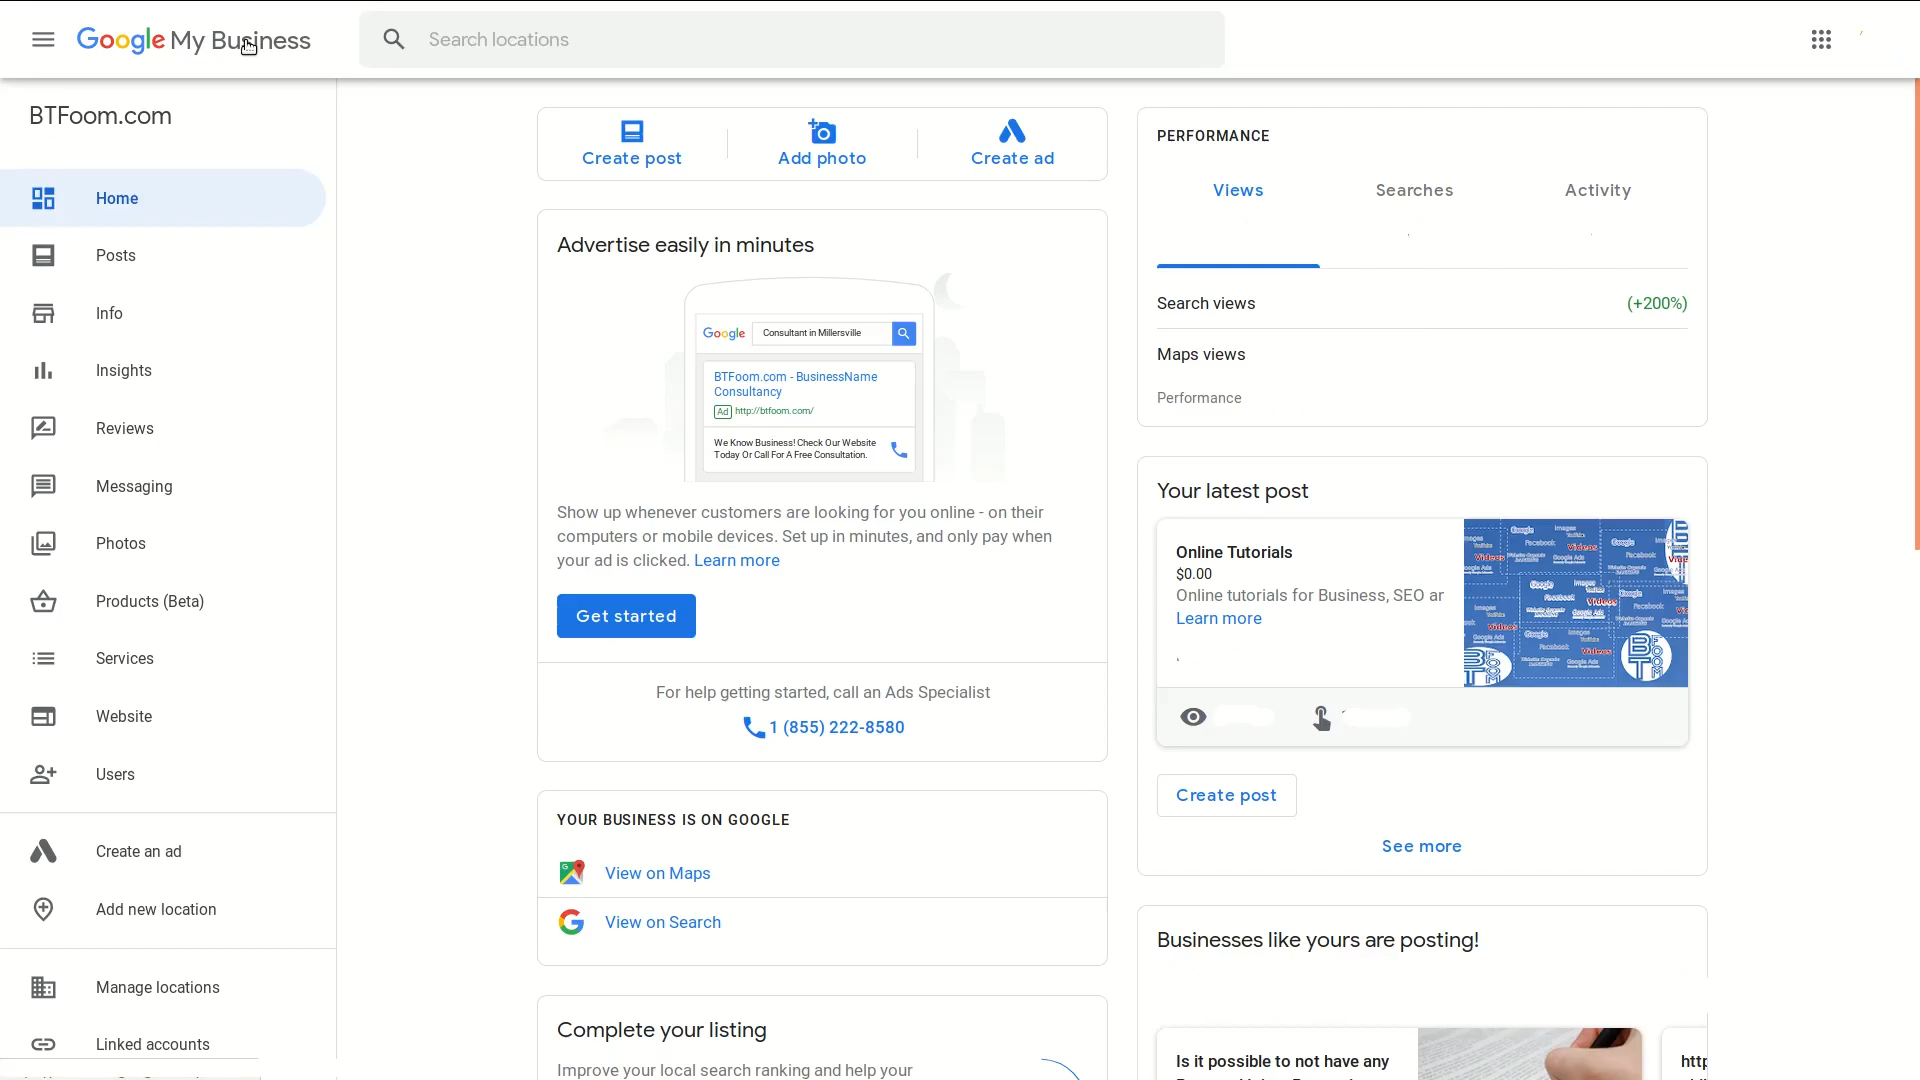 Google My Business
Search locations
BTFoom.com
Home
Posts
Info
Insights
Reviews
Messaging
Photos
Products (Beta)
Services
Website
Users
Create an ad
Add new location
Manage locations
Linked accounts
Create post
Add photo
Create ad
Advertise easily in minutes
Google
Consultant in Millersville
BTFoom.com - BusinessName
Consultancy
Ad http://btfoom.com/
We Know Business! Check Our Website
Today Or Call For A Free Consultation.
Show up whenever customers are looking for you online - on their
computers or mobile devices. Set up in minutes, and only pay when
your ad is clicked. Learn more
Get started
For help getting started, call an Ads Specialist
1 (855) 222-8580
YOUR BUSINESS IS ON GOOGLE
View on Maps
View on Search
Complete your listing
Improve your local search ranking and help your
PERFORMANCE
Views
Searches
Activity
Search views
(+200%)
Maps views
Performance
Your latest post
Online Tutorials
$0.00
Online tutorials for Business, SEO ar
Learn more
Create post
See more
Businesses like yours are posting!
Is it possible to not have any
http